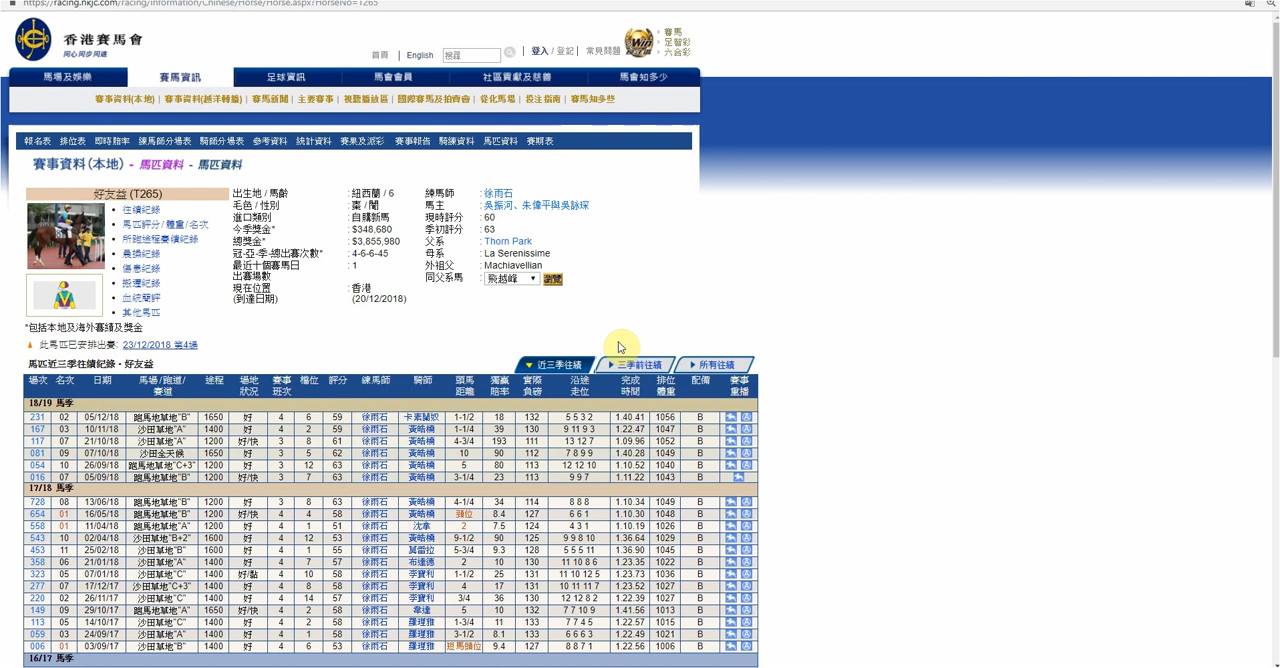 https://racing.hkjc.com/racing/information/Chinese/Horse/Horse.aspx?HorseNo=T265
香港賽馬會
同心同步同進
首頁 | English 搜尋 登入 / 登記 | 常見問題
賽馬
足智彩
六合彩
馬場及娛樂 賽馬資訊 足球資訊 馬會會員 社區貢獻及慈善 馬會知多少
賽事資料(本地) | 賽事資料(越洋轉播) | 賽馬新聞 | 主要賽事 | 視聽播放區 | 國際賽馬及拍賣會 | 從化馬場 | 投注指南 | 賽馬知多些
報名表 排位表 即時賠率 練馬師分場表 騎師分場表 參考資料 統計資料 賽果及派彩 賽事報告 騎練資料 馬匹資料 賽期表
賽事資料(本地) - 馬匹資料 - 馬匹資料
好友益 (T265)
往績紀錄
馬匹評分/體重/名次
所跑途程賽績紀錄
晨操紀錄
傷患紀錄
搬遷紀錄
血統簡評
其他馬匹
出生地 / 馬齡 : 紐西蘭 / 6
毛色 / 性別 : 棗 / 閹
進口類別 : 自購新馬
今季獎金* : $348,680
總獎金* : $3,855,980
冠-亞-季-總出賽次數* : 4-6-6-45
最近十個賽馬日
出賽場數 : 1
現在位置
(到達日期) : 香港
(20/12/2018)
練馬師 : 徐雨石
馬主 : 吳振河、朱偉平與吳詠琛
現時評分 : 60
季初評分 : 63
父系 : Thorn Park
母系 : La Serenissime
外祖父 : Machiavellian
同父系馬 : 飛越峰 瀏覽
*包括本地及海外賽績及獎金
此馬匹已安排出賽: 23/12/2018 第4場
馬匹近三季往績紀錄 - 好友益 近三季往績 三季前往績 所有往績
場次 名次 日期 馬場/跑道/賽道 途程 場地狀況 賽事班次 檔位 評分 練馬師 騎師 頭馬距離 獨贏賠率 實際負磅 沿途走位 完成時間 排位體重 配備 賽事重播
18/19 馬季
231 02 05/12/18 跑馬地草地"B" 1650 好 4 6 59 徐雨石 卡素蘭奴 1-1/2 18 132 5 5 3 2 1.40.41 1056 B
167 03 10/11/18 沙田草地"A" 1400 好 4 2 59 徐雨石 黃皓楠 1-1/4 39 130 9 11 9 3 1.22.47 1047 B
117 07 21/10/18 沙田草地"A" 1200 好/快 3 8 61 徐雨石 黃皓楠 4-3/4 193 111 13 12 7 1.09.96 1052 B
081 09 07/10/18 沙田全天候 1650 好 3 5 62 徐雨石 黃皓楠 10 90 112 7 8 9 9 1.40.28 1049 B
054 10 26/09/18 跑馬地草地"C+3" 1200 好 3 12 63 徐雨石 黃皓楠 5 80 113 12 12 10 1.10.52 1040 B
016 07 05/09/18 跑馬地草地"B" 1200 好/快 3 7 63 徐雨石 黃皓楠 3-1/4 23 113 9 9 7 1.11.22 1043 B
17/18 馬季
728 08 13/06/18 跑馬地草地"B" 1200 好 3 8 63 徐雨石 黃皓楠 4-1/4 34 114 8 8 8 1.10.34 1049 B
654 01 16/05/18 跑馬地草地"B" 1200 好/快 4 4 58 徐雨石 黃皓楠 頸位 8.4 127 6 6 1 1.10.30 1048 B
558 01 11/04/18 跑馬地草地"A" 1200 好 4 1 51 徐雨石 沈拿 2 7.5 124 4 3 1 1.10.19 1026 B
543 10 02/04/18 沙田草地"B+2" 1600 好 4 12 53 徐雨石 黃皓楠 9-1/2 90 125 9 9 8 10 1.36.64 1029 B
453 11 25/02/18 沙田草地"B" 1600 好 4 1 55 徐雨石 莫雷拉 5-3/4 9.3 128 5 5 5 11 1.36.90 1045 B
358 06 21/01/18 沙田草地"A" 1400 好 4 7 57 徐雨石 布達德 2 10 130 11 10 8 6 1.23.35 1022 B
323 05 07/01/18 沙田草地"C" 1400 好/黏 4 10 58 徐雨石 李寶利 1-1/2 25 131 11 10 12 5 1.23.73 1036 B
277 07 17/12/17 沙田草地"C+3" 1400 好 4 8 58 徐雨石 李寶利 4 17 131 10 11 11 7 1.23.52 1027 B
220 02 26/11/17 沙田草地"C" 1400 好 4 14 57 徐雨石 李寶利 3/4 36 130 12 12 8 2 1.22.39 1027 B
149 09 29/10/17 跑馬地草地"A" 1650 好/快 4 2 58 徐雨石 韋達 5 10 132 7 7 10 9 1.41.56 1013 B
113 05 14/10/17 沙田草地"C" 1400 好 4 2 58 徐雨石 羅理雅 1-3/4 11 133 7 7 4 5 1.22.57 1015 B
059 03 24/09/17 沙田草地"A" 1400 好 4 1 58 徐雨石 羅理雅 3-1/2 8.1 133 6 6 6 3 1.22.49 1021 B
006 01 03/09/17 沙田草地"B" 1400 好 4 6 53 徐雨石 羅理雅 短馬頭位 9.4 127 8 8 7 1 1.22.56 1006 B
16/17 馬季